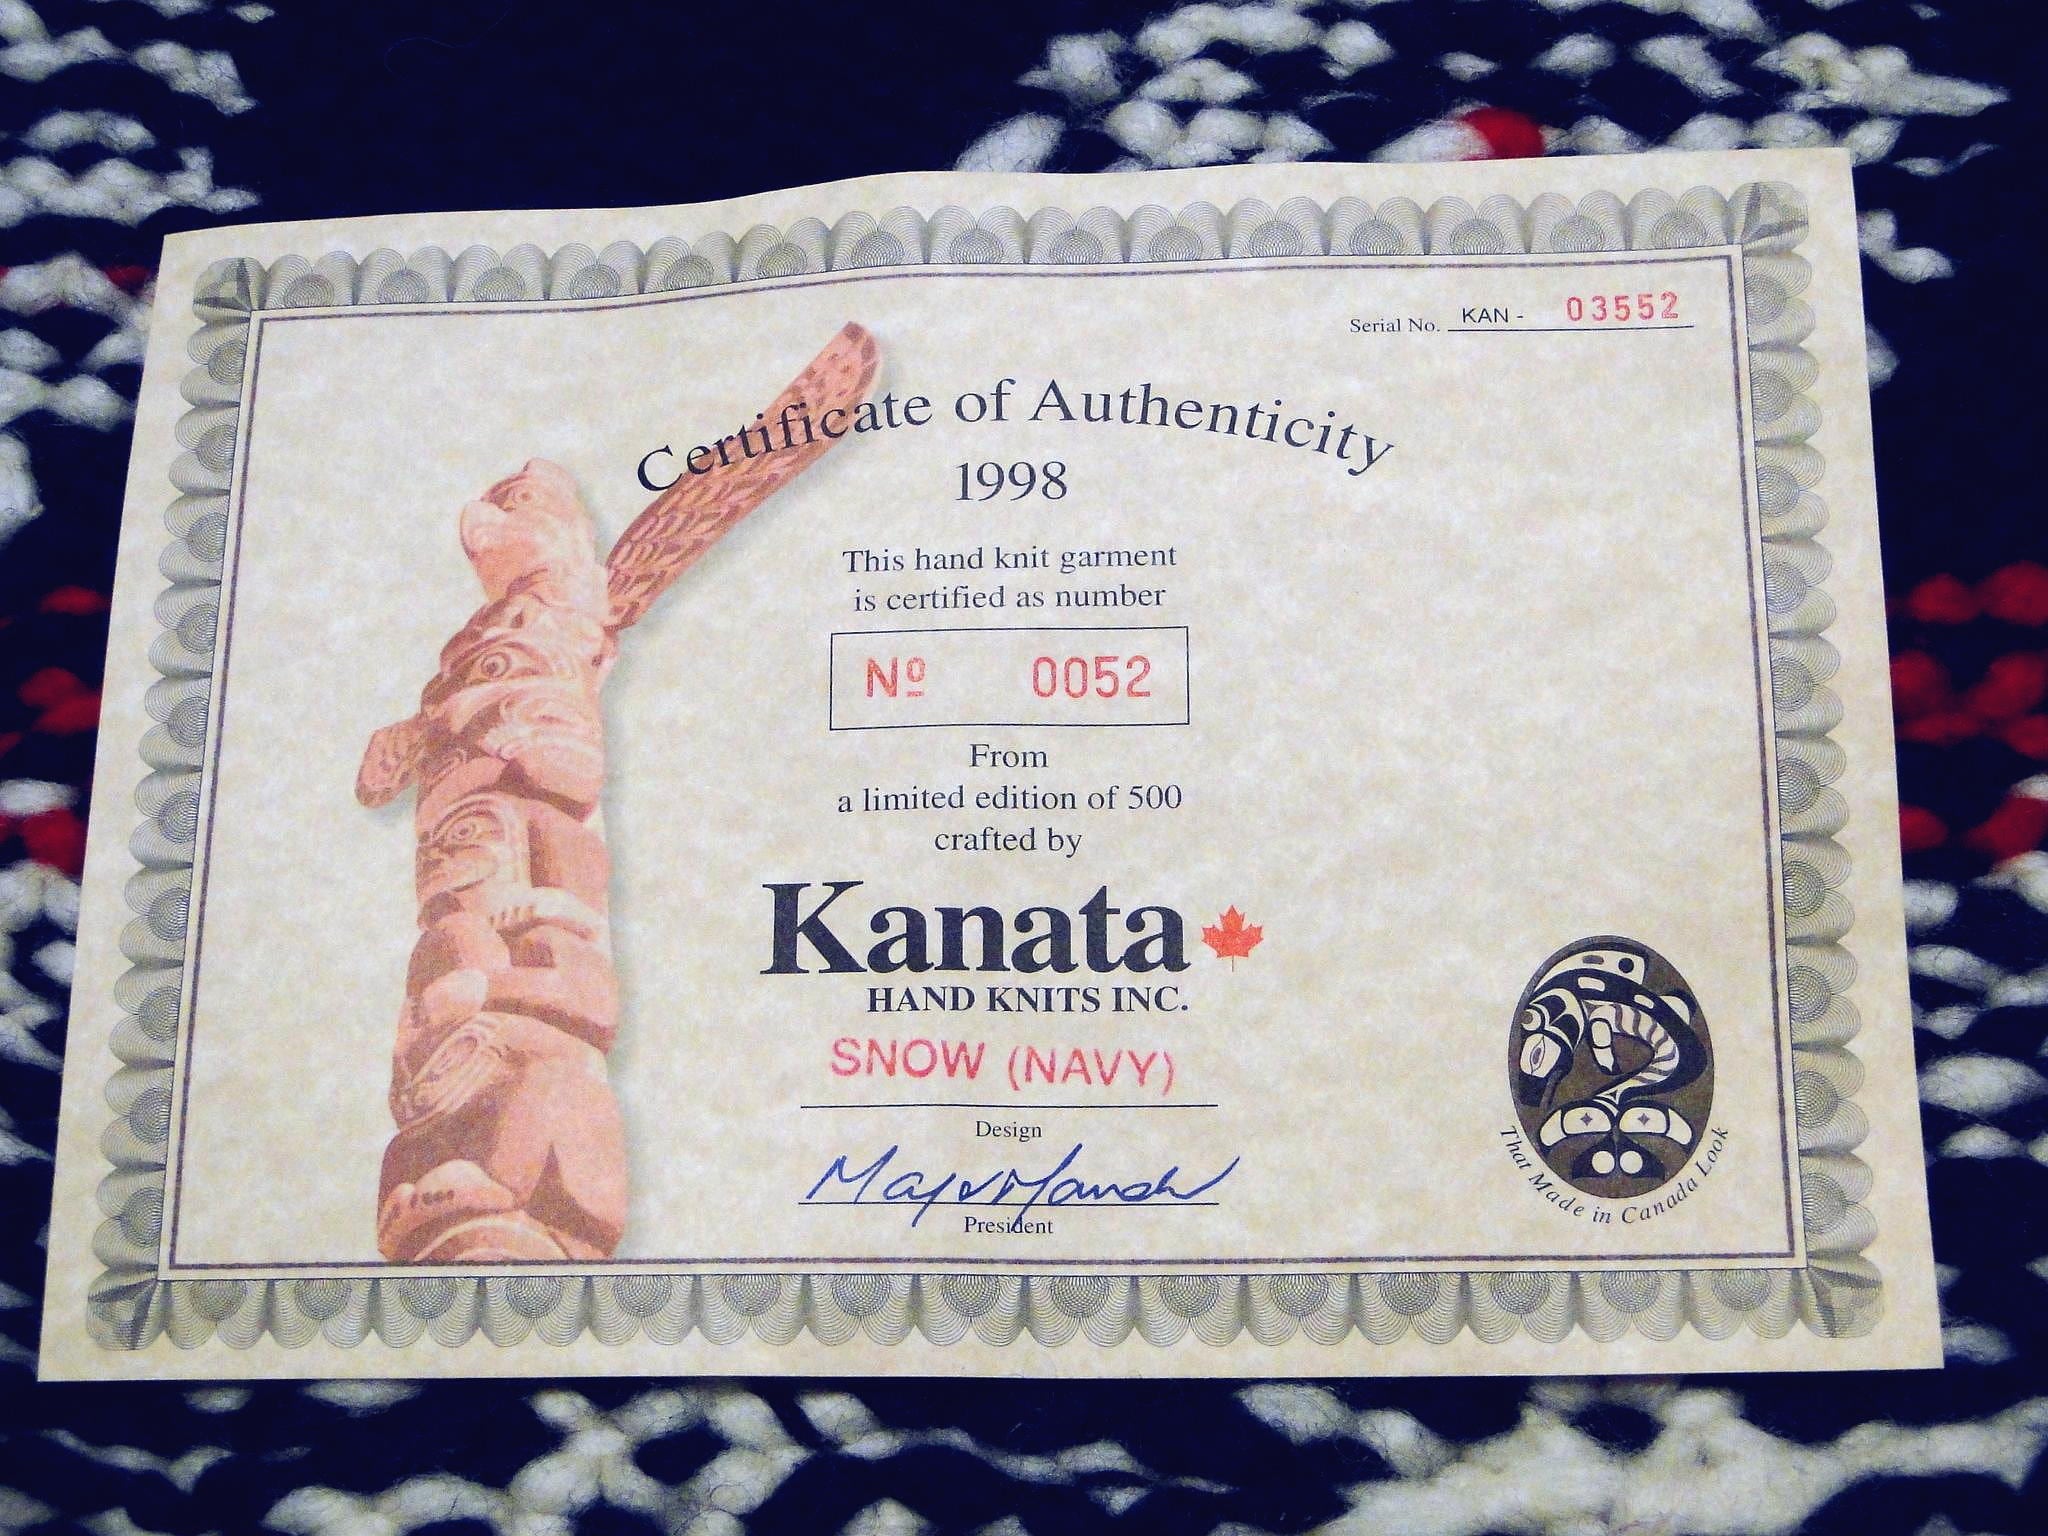 Serial No. KAN - 03552
Certificate of Authenticity
1998
This hand knit garment
is certified as number
Nº 0052
From
a limited edition of 500
crafted by
Kanata
HAND KNITS INC.
SNOW (NAVY)
Design
President
That Made in Canada Look